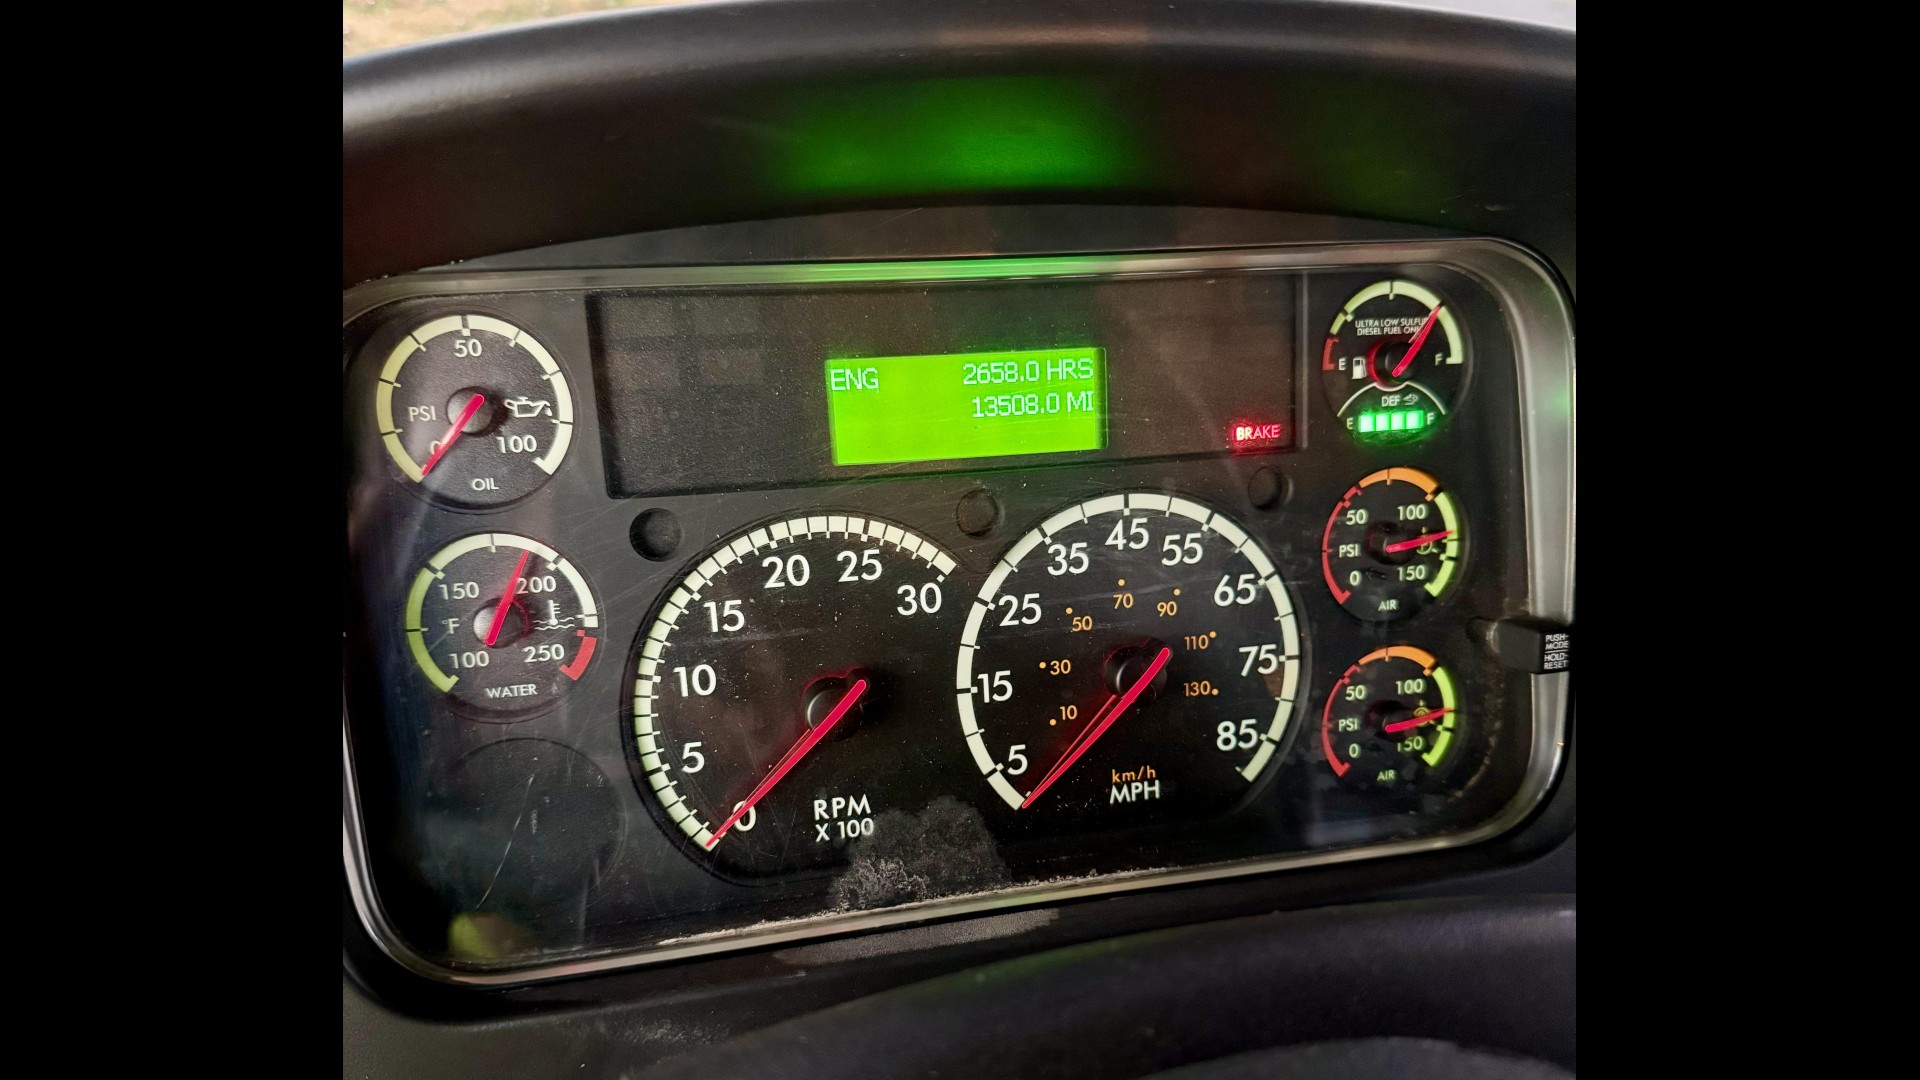 50
PSI
0
100
OIL
150
200
°F
100
250
WATER
ENG 2658.0 HRS
13508.0 MI
BRAKE
0
5
10
15
20
25
30
RPM
X 100
5
15
25
35
45
55
65
75
85
10
30
50
70
90
110
130
km/h
MPH
ULTRA LOW SULFUR
DIESEL FUEL ONLY
E F
DEF
E F
50 100
PSI
0 150
AIR
50 100
PSI
0 150
AIR
PUSH-
MODE
HOLD-
RESET